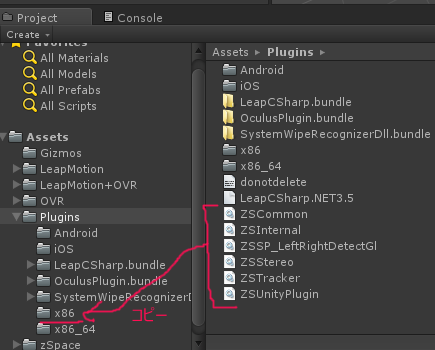 Project
Console
Create
Favorites
All Materials
All Models
All Prefabs
All Scripts
Assets
Gizmos
LeapMotion
LeapMotion+OVR
OVR
Plugins
Android
iOS
LeapCSharp.bundle
OculusPlugin.bundle
SystemWipeRecognizerD
x86
コピー
x86_64
zSpace
Assets Plugins
Android
iOS
LeapCSharp.bundle
OculusPlugin.bundle
SystemWipeRecognizerDll.bundle
x86
x86_64
donotdelete
LeapCSharp.NET3.5
ZSCommon
ZSInternal
ZSSP_LeftRightDetectGl
ZSStereo
ZSTracker
ZSUnityPlugin